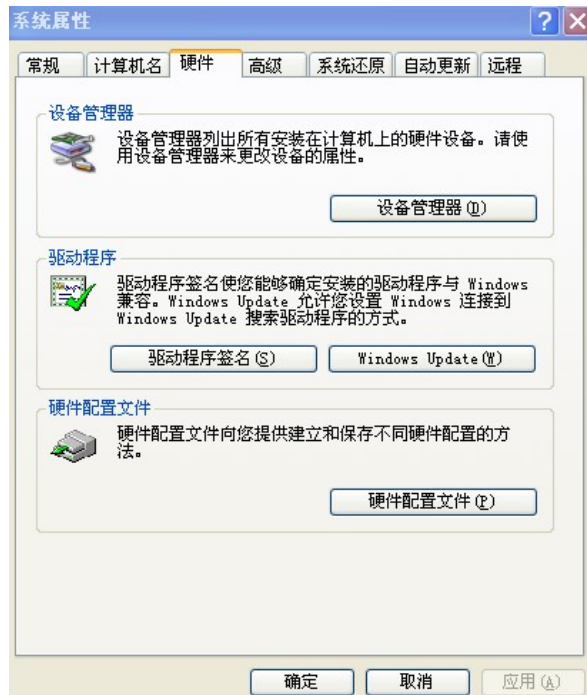 系统属性
常规 计算机名 硬件 高级 系统还原 自动更新 远程
设备管理器
设备管理器列出所有安装在计算机上的硬件设备。请使
用设备管理器来更改设备的属性。
设备管理器(D)
驱动程序
驱动程序签名使您能够确定安装的驱动程序与 Windows
兼容。Windows Update 允许您设置 Windows 连接到
Windows Update 搜索驱动程序的方式。
驱动程序签名(S) Windows Update(W)
硬件配置文件
硬件配置文件向您提供建立和保存不同硬件配置的方
法。
硬件配置文件(P)
确定 取消 应用(A)